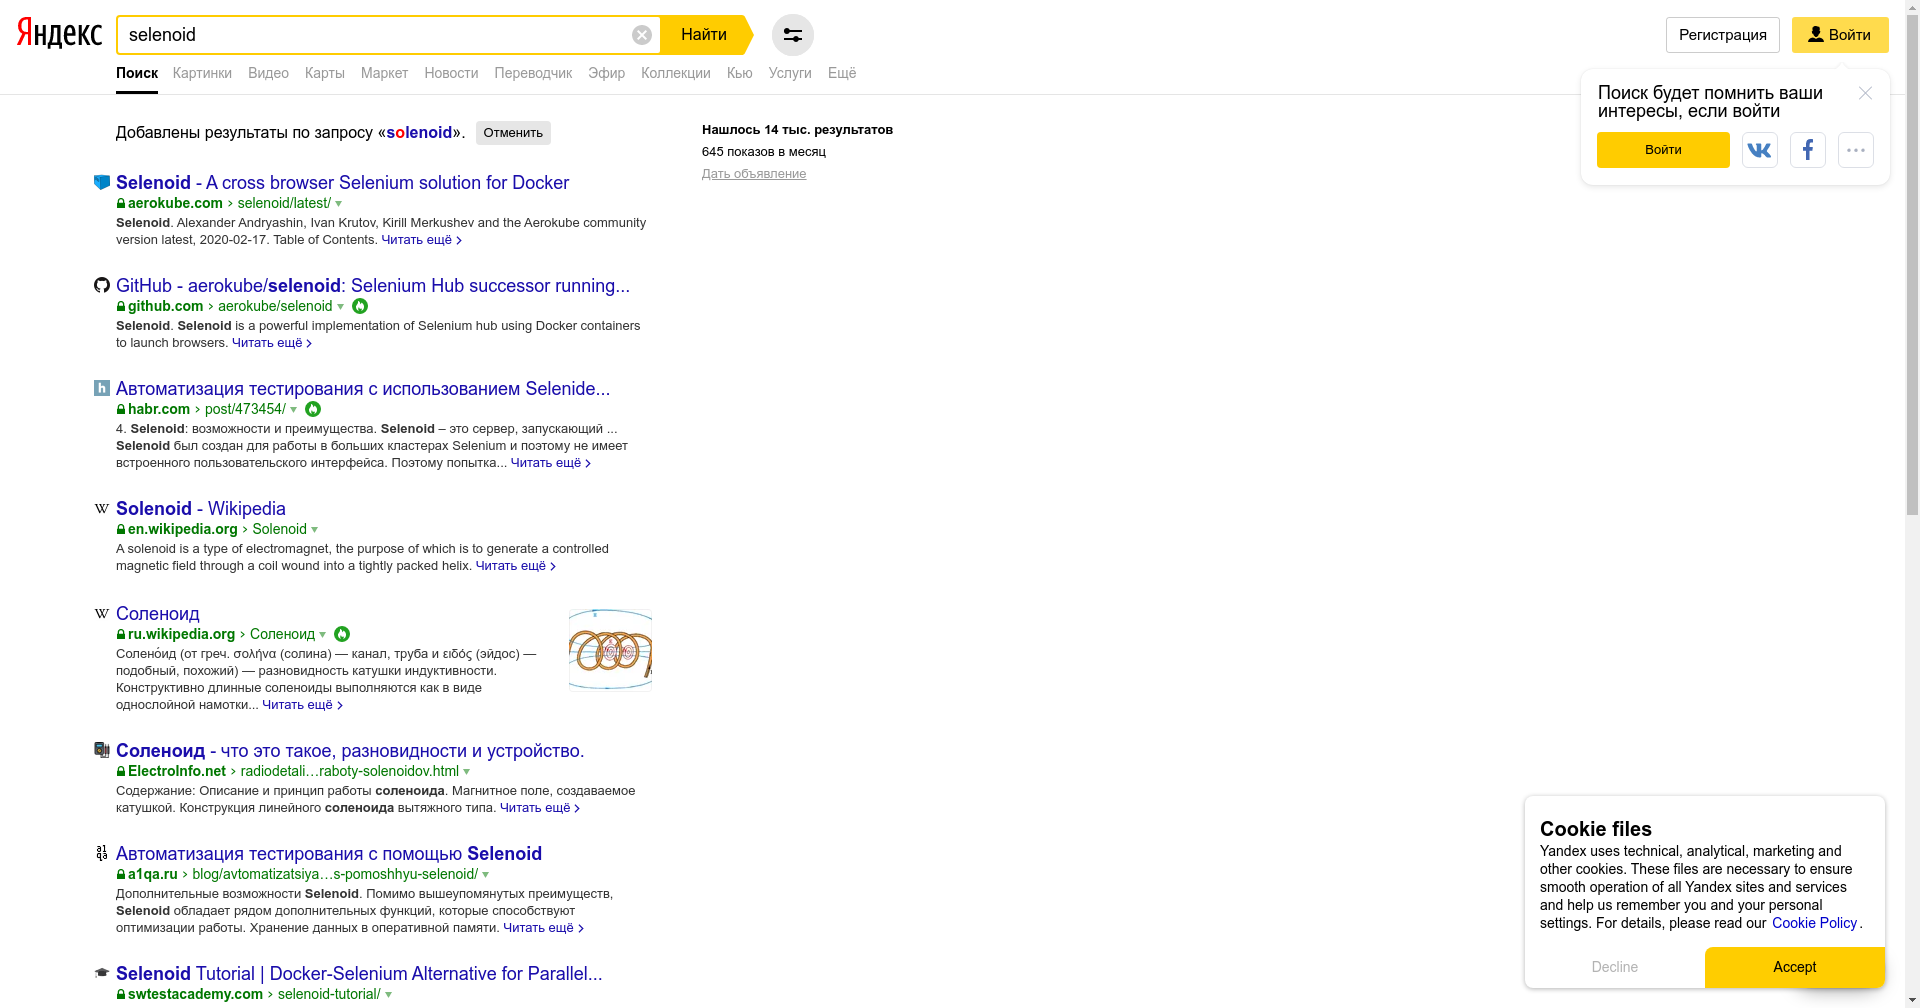 Яндекс
selenoid
Найти
Регистрация
Войти
Поиск Картинки Видео Карты Маркет Новости Переводчик Эфир Коллекции Кью Услуги Ещё
Поиск будет помнить ваши
интересы, если войти
Войти
Добавлены результаты по запросу «solenoid». Отменить
Нашлось 14 тыс. результатов
645 показов в месяц
Дать объявление
Selenoid - A cross browser Selenium solution for Docker
aerokube.com › selenoid/latest/
Selenoid. Alexander Andryashin, Ivan Krutov, Kirill Merkushev and the Aerokube community
version latest, 2020-02-17. Table of Contents. Читать ещё ›
GitHub - aerokube/selenoid: Selenium Hub successor running...
github.com › aerokube/selenoid
Selenoid. Selenoid is a powerful implementation of Selenium hub using Docker containers
to launch browsers. Читать ещё ›
h
Автоматизация тестирования с использованием Selenide...
habr.com › post/473454/
4. Selenoid: возможности и преимущества. Selenoid – это сервер, запускающий ...
Selenoid был создан для работы в больших кластерах Selenium и поэтому не имеет
встроенного пользовательского интерфейса. Поэтому попытка... Читать ещё ›
W
Solenoid - Wikipedia
en.wikipedia.org › Solenoid
A solenoid is a type of electromagnet, the purpose of which is to generate a controlled
magnetic field through a coil wound into a tightly packed helix. Читать ещё ›
W
Соленоид
ru.wikipedia.org › Соленоид
Солено́ид (от греч. σολήνα (солина) — канал, труба и ειδός (эйдос) —
подобный, похожий) — разновидность катушки индуктивности.
Конструктивно длинные соленоиды выполняются как в виде
однослойной намотки... Читать ещё ›
Соленоид - что это такое, разновидности и устройство.
ElectroInfo.net › radiodetali…raboty-solenoidov.html
Содержание: Описание и принцип работы соленоида. Магнитное поле, создаваемое
катушкой. Конструкция линейного соленоида вытяжного типа. Читать ещё ›
a1
qa
Автоматизация тестирования с помощью Selenoid
a1qa.ru › blog/avtomatizatsiya…s-pomoshhyu-selenoid/
Дополнительные возможности Selenoid. Помимо вышеупомянутых преимуществ,
Selenoid обладает рядом дополнительных функций, которые способствуют
оптимизации работы. Хранение данных в оперативной памяти. Читать ещё ›
Selenoid Tutorial | Docker-Selenium Alternative for Parallel...
swtestacademy.com › selenoid-tutorial/
Cookie files
Yandex uses technical, analytical, marketing and
other cookies. These files are necessary to ensure
smooth operation of all Yandex sites and services
and help us remember you and your personal
settings. For details, please read our Cookie Policy.
Decline
Accept